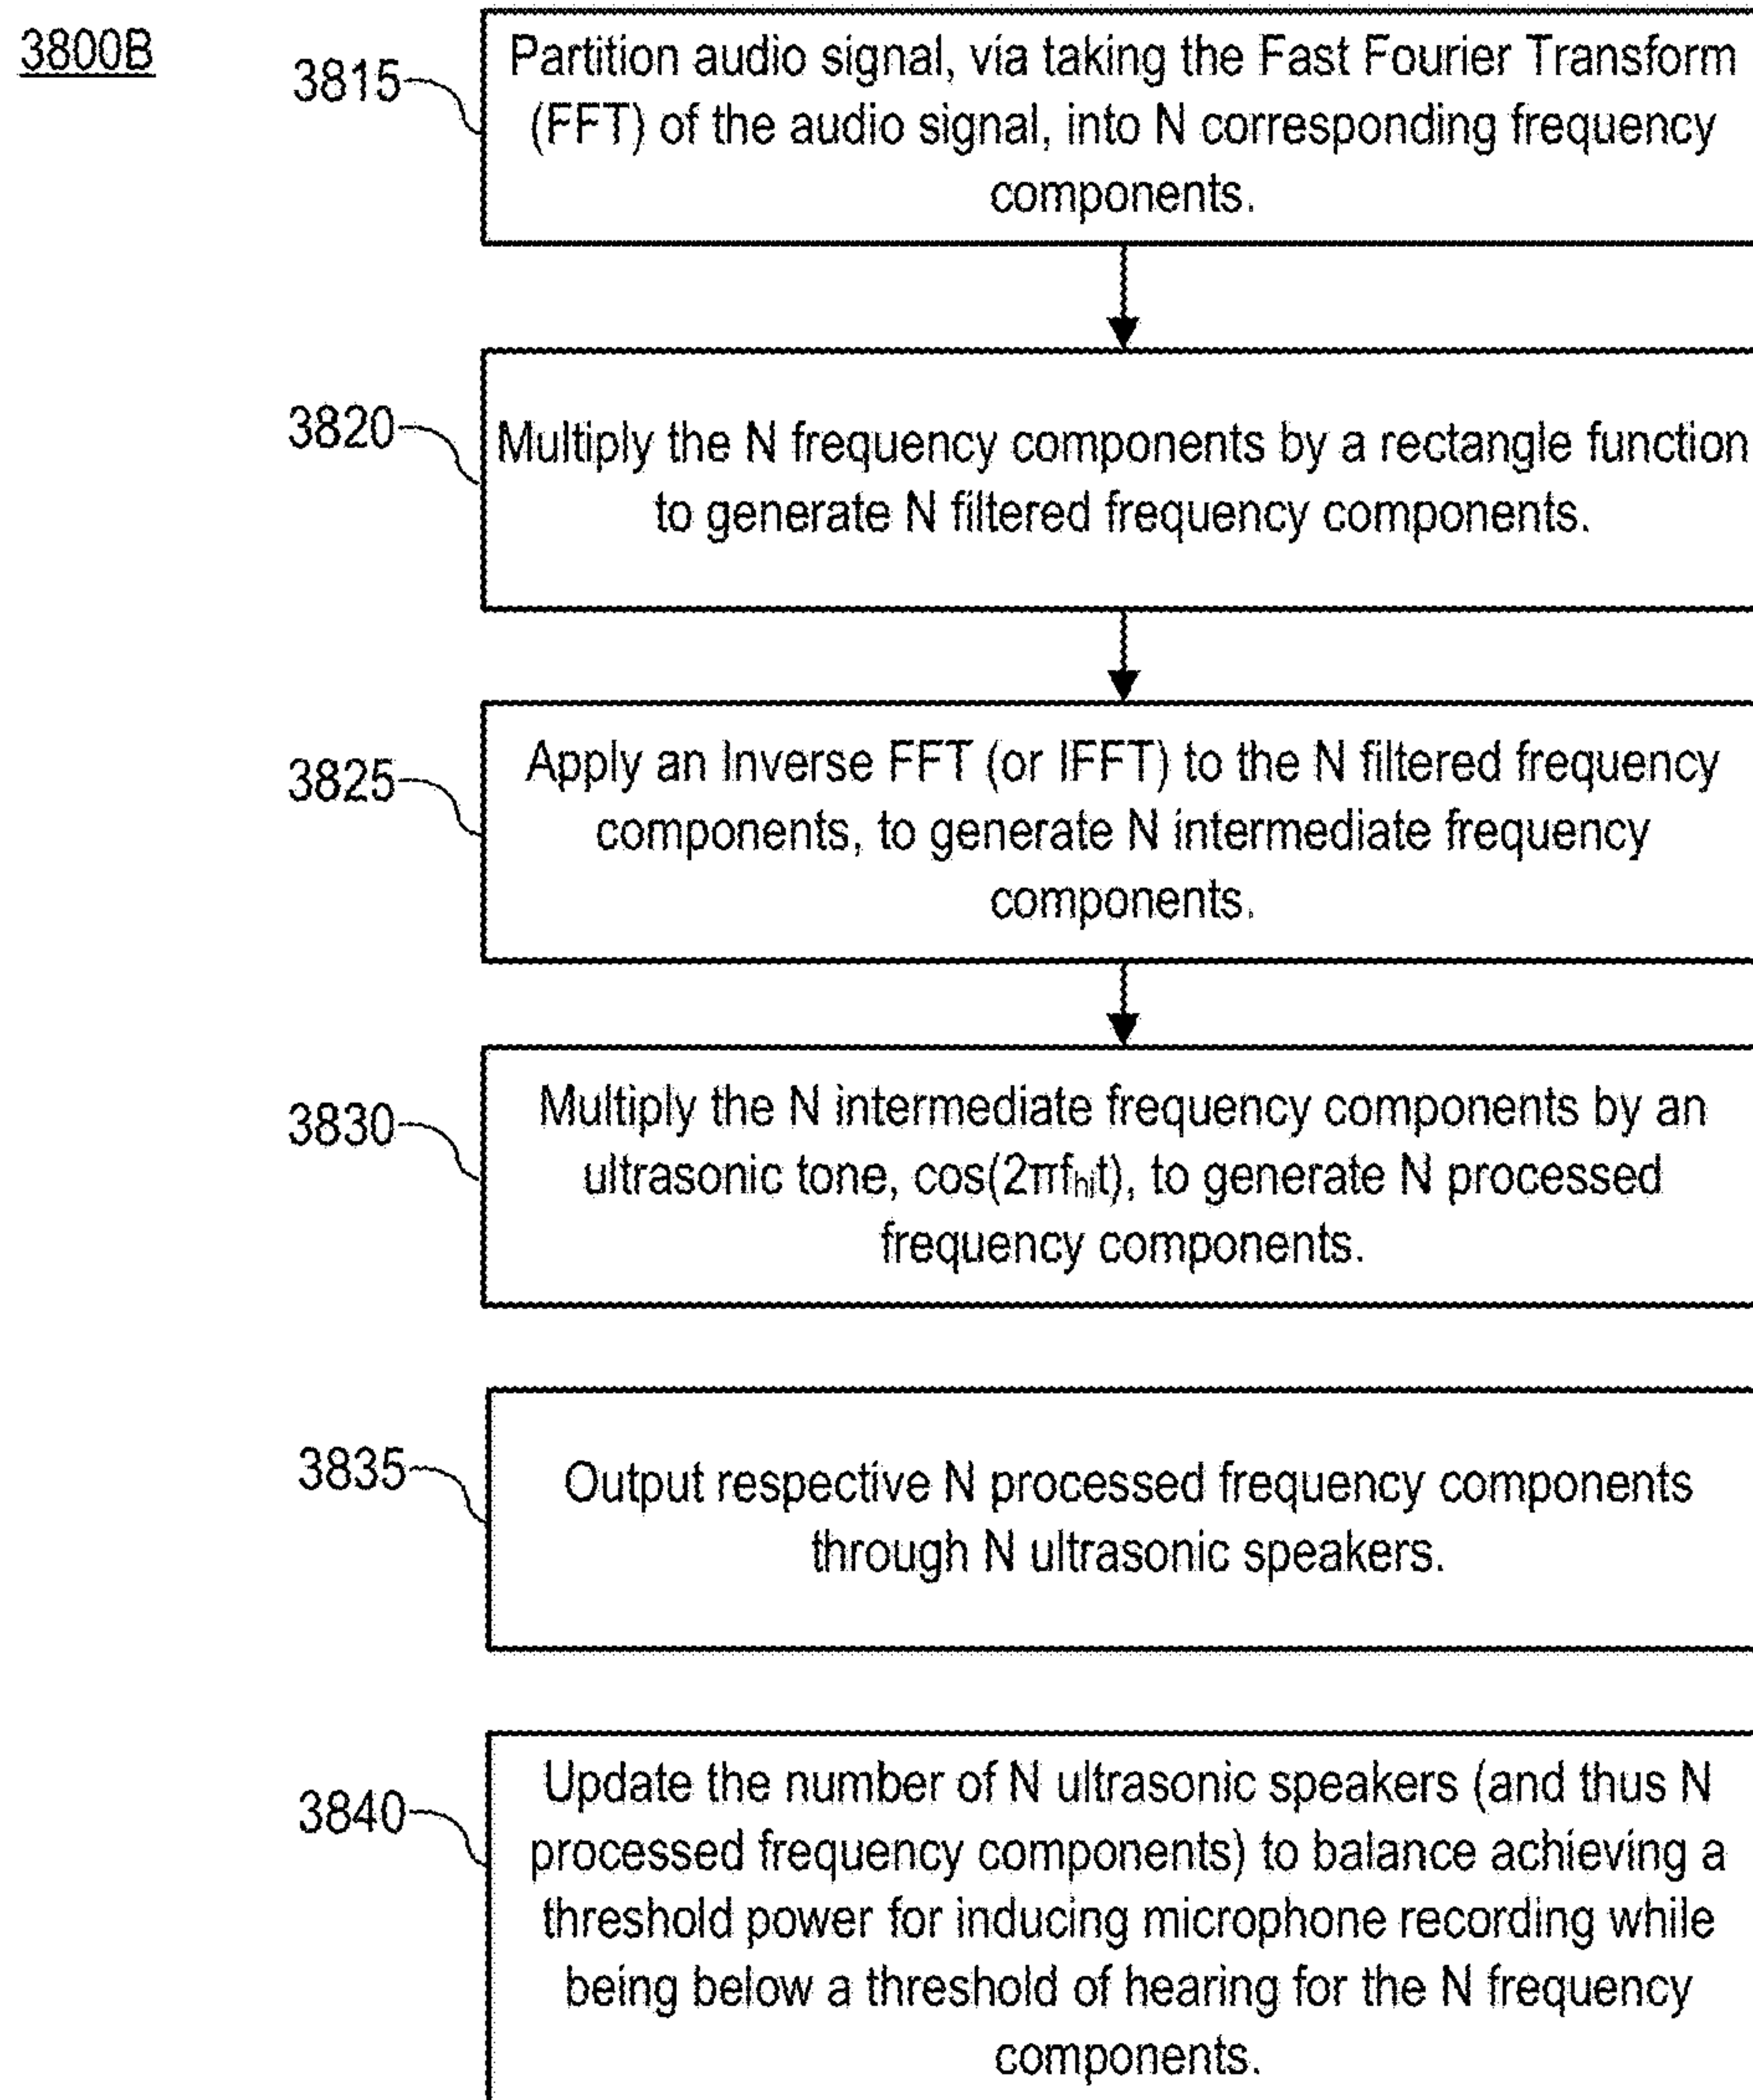 3800B
3815
Partition audio signal, via taking the Fast Fourier Transform
(FFT) of the audio signal, into N corresponding frequency
components.
3820
Multiply the N frequency components by a rectangle function
to generate N filtered frequency components.
3825
Apply an Inverse FFT (or IFFT) to the N filtered frequency
components, to generate N intermediate frequency
components.
3830
Multiply the N intermediate frequency components by an
ultrasonic tone, cos(2πfₕᵢt), to generate N processed
frequency components.
3835
Output respective N processed frequency components
through N ultrasonic speakers.
3840
Update the number of N ultrasonic speakers (and thus N
processed frequency components) to balance achieving a
threshold power for inducing microphone recording while
being below a threshold of hearing for the N frequency
components.